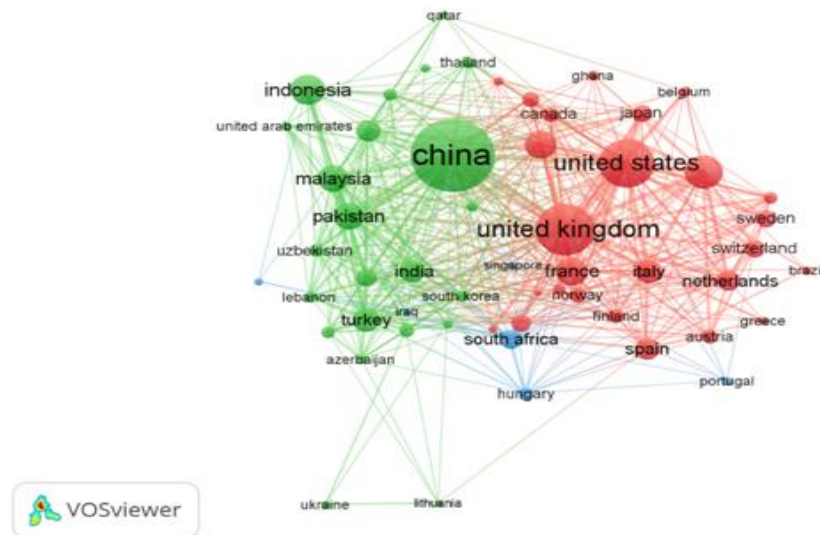 qatar
thailand
ghana
indonesia
belgium
canada
japan
united arab emirates
china
united states
malaysia
pakistan
sweden
united kingdom
switzerland
uzbekistan
singapore
india
france
italy
brazil
netherlands
lebanon
south korea
norway
iraq
turkey
finland
greece
south africa
austria
spain
azerbaijan
portugal
hungary
ukraine
lithuania
VOSviewer